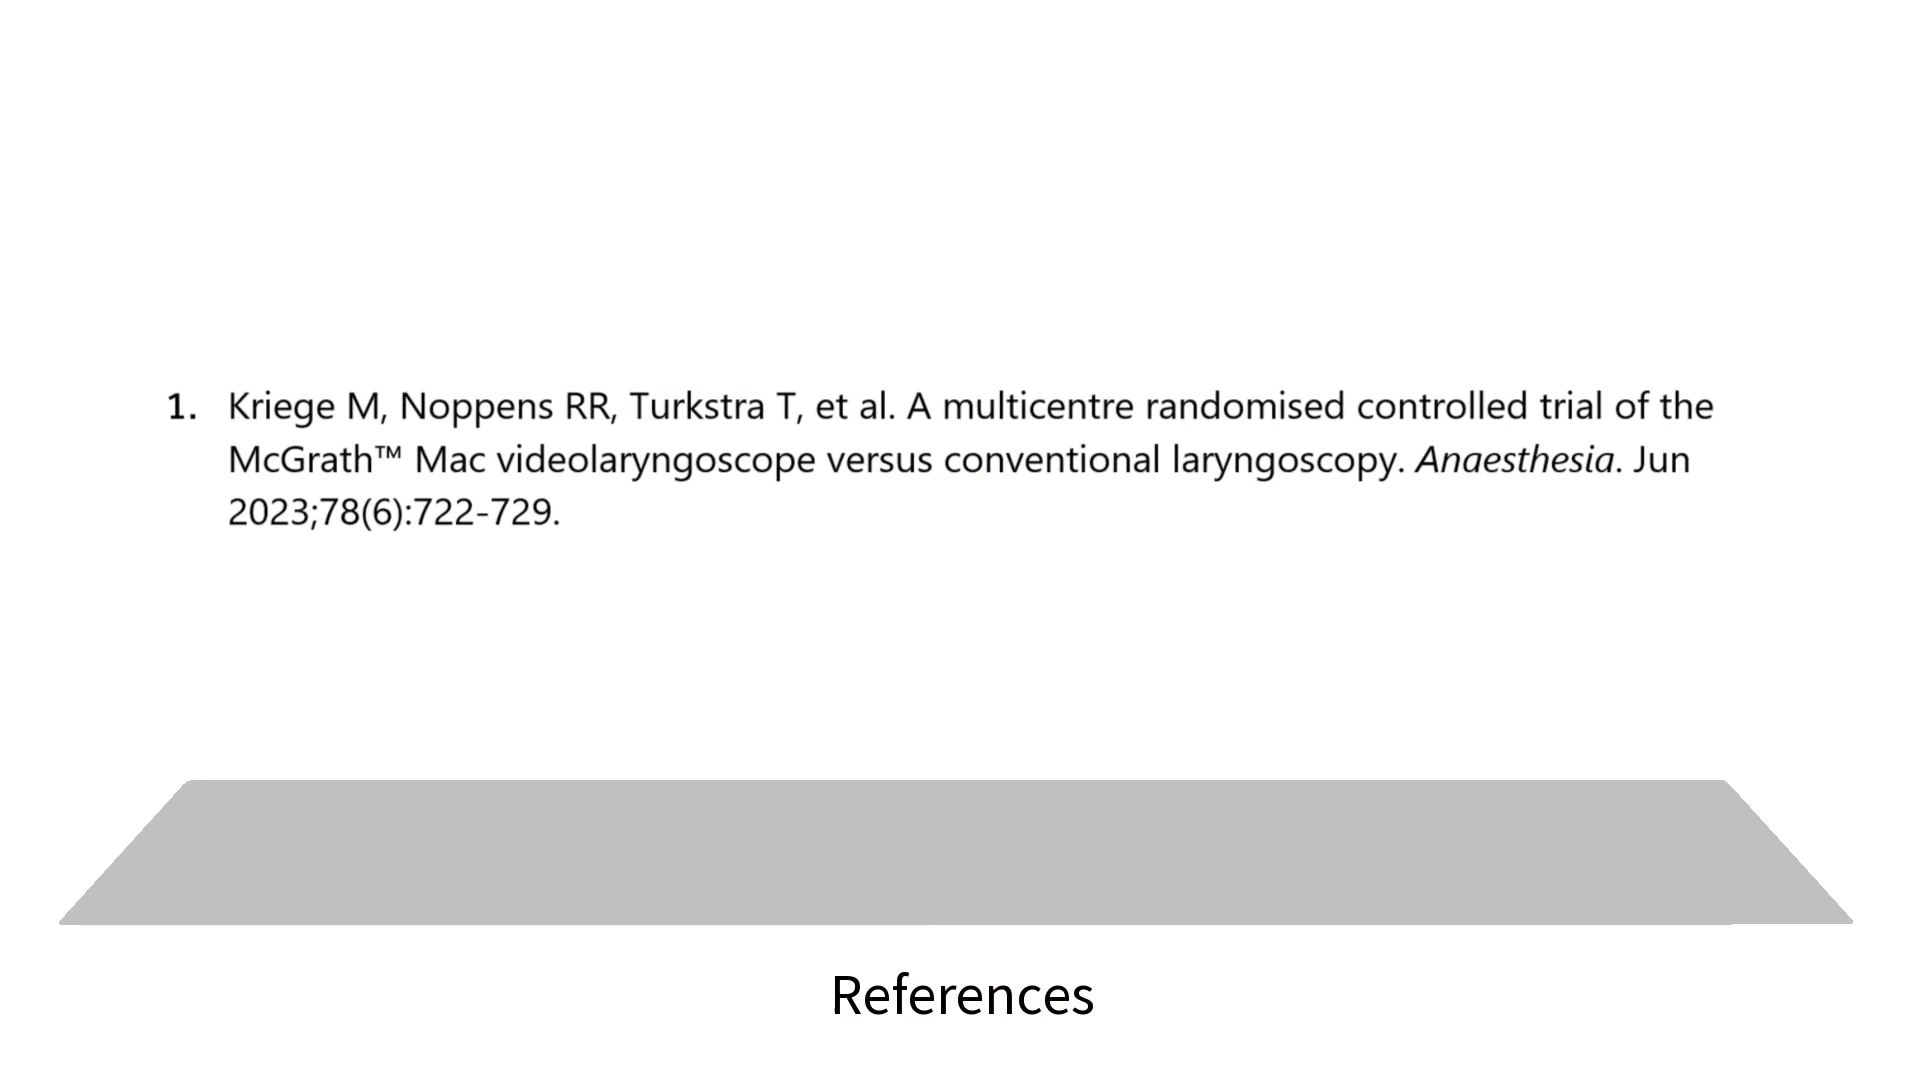 1. Kriege M, Noppens RR, Turkstra T, et al. A multicentre randomised controlled trial of the
McGrath™ Mac videolaryngoscope versus conventional laryngoscopy. Anaesthesia. Jun
2023;78(6):722-729.
References